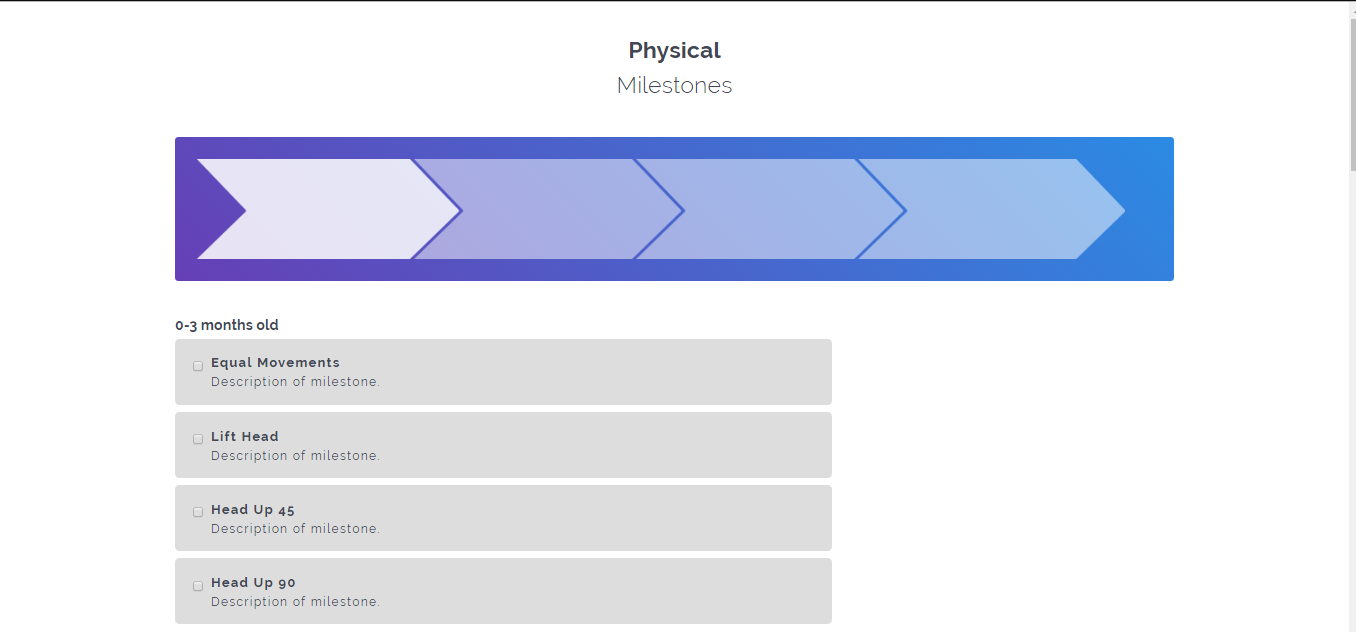 Physical
Milestones
0-3 months old
Equal Movements
Description of milestone.
Lift Head
Description of milestone.
Head Up 45
Description of milestone.
Head Up 90
Description of milestone.